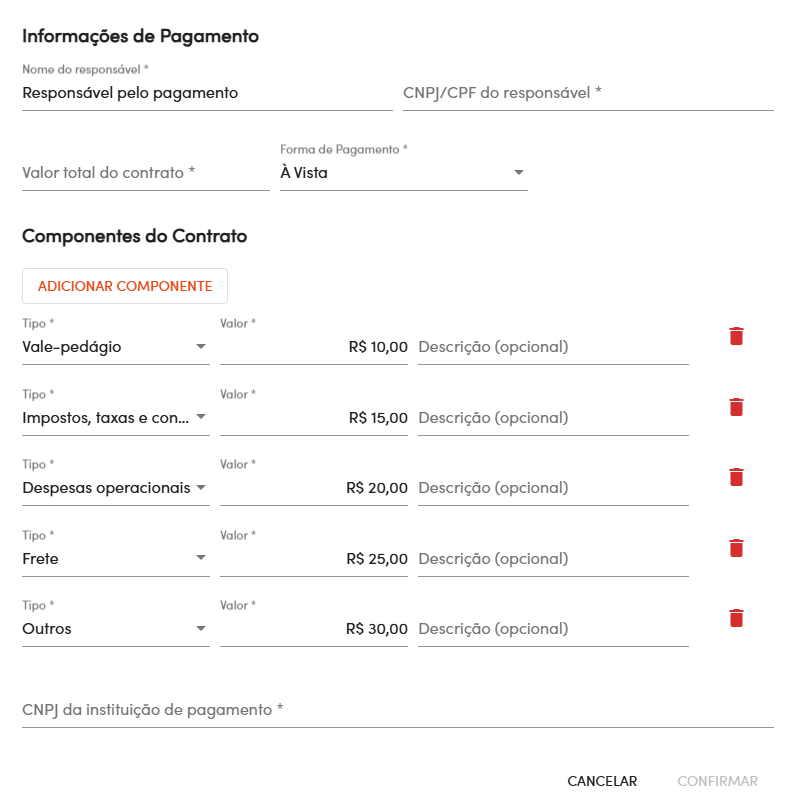 Informações de Pagamento
Nome do responsável *
Responsável pelo pagamento
CNPJ/CPF do responsável *
Valor total do contrato *
Forma de Pagamento *
À Vista
Componentes do Contrato
ADICIONAR COMPONENTE
Tipo *
Vale-pedágio
Valor *
R$ 10,00
Descrição (opcional)
Tipo *
Impostos, taxas e con...
Valor *
R$ 15,00
Descrição (opcional)
Tipo *
Despesas operacionais
Valor *
R$ 20,00
Descrição (opcional)
Tipo *
Frete
Valor *
R$ 25,00
Descrição (opcional)
Tipo *
Outros
Valor *
R$ 30,00
Descrição (opcional)
CNPJ da instituição de pagamento *
CANCELAR
CONFIRMAR